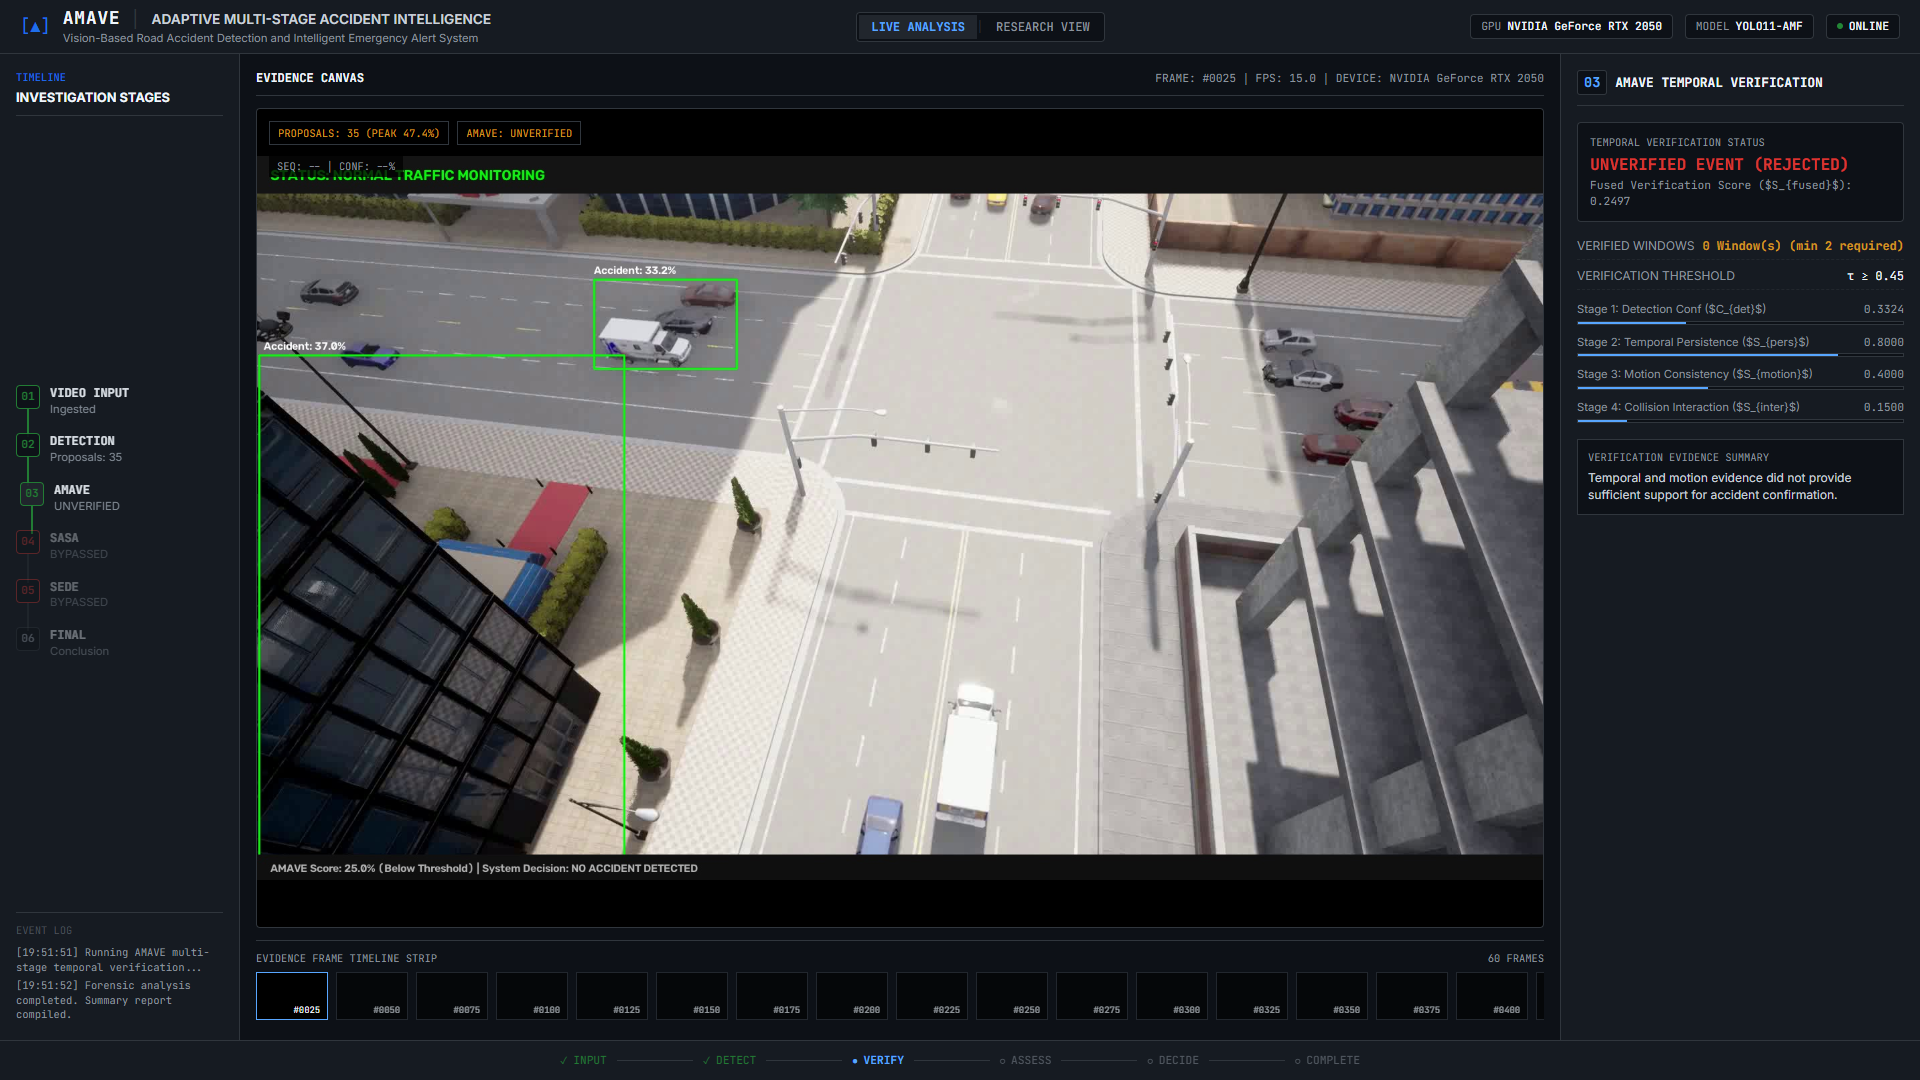 [▲] AMAVE
ADAPTIVE MULTI-STAGE ACCIDENT INTELLIGENCE
Vision-Based Road Accident Detection and Intelligent Emergency Alert System
LIVE ANALYSIS
RESEARCH VIEW
GPU NVIDIA GeForce RTX 2050
MODEL YOLO11-AMF
● ONLINE
TIMELINE
INVESTIGATION STAGES
01 VIDEO INPUT
Ingested
02 DETECTION
Proposals: 35
03 AMAVE
UNVERIFIED
04 SASA
BYPASSED
05 SEDE
BYPASSED
06 FINAL
Conclusion
EVENT LOG
[19:51:51] Running AMAVE multi-
stage temporal verification...
[19:51:52] Forensic analysis
completed. Summary report
compiled.
EVIDENCE CANVAS
FRAME: #0025 | FPS: 15.0 | DEVICE: NVIDIA GeForce RTX 2050
PROPOSALS: 35 (PEAK 47.4%)
AMAVE: UNVERIFIED
SEQ: -- | CONF: --%
STATUS: NORMAL TRAFFIC MONITORING
Accident: 33.2%
Accident: 37.0%
AMAVE Score: 25.0% (Below Threshold) | System Decision: NO ACCIDENT DETECTED
EVIDENCE FRAME TIMELINE STRIP
60 FRAMES
#0025
#0050
#0075
#0100
#0125
#0150
#0175
#0200
#0225
#0250
#0275
#0300
#0325
#0350
#0375
#0400
03 AMAVE TEMPORAL VERIFICATION
TEMPORAL VERIFICATION STATUS
UNVERIFIED EVENT (REJECTED)
Fused Verification Score ($S_{fused}$):
0.2497
VERIFIED WINDOWS 0 Window(s) (min 2 required)
VERIFICATION THRESHOLD τ ≥ 0.45
Stage 1: Detection Conf ($C_{det}$) 0.3324
Stage 2: Temporal Persistence ($S_{pers}$) 0.8000
Stage 3: Motion Consistency ($S_{motion}$) 0.4000
Stage 4: Collision Interaction ($S_{inter}$) 0.1500
VERIFICATION EVIDENCE SUMMARY
Temporal and motion evidence did not provide
sufficient support for accident confirmation.
✓ INPUT
✓ DETECT
● VERIFY
○ ASSESS
○ DECIDE
○ COMPLETE